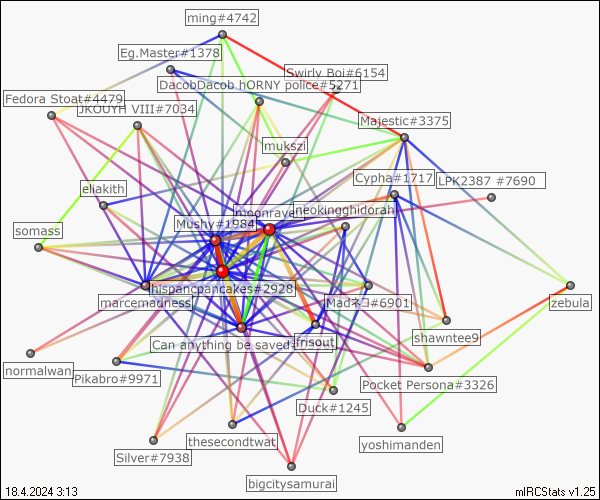 ming#4742
Eg.Master#1378
Swirly Boi#6154
DacobDacob hORNY police#5271
Fedora Stoat#4479
JKOUYH VIII#7034
Majestic#3375
mukszi
Cypha#1717
LPK2387 #7690
eliakith
moonraven
neokingghidorah
Mushy#1984
somass
hispancpancakes#2928
marcemadness
Madネコ#6901
zebula
shawntee9
Can anything be saved
frisout
normalwan
Pikabro#9971
Pocket Persona#3326
Duck#1245
thesecondtwat
yoshimanden
Silver#7938
bigcitysamurai
18.4.2024 3:13
mIRCStats v1.25